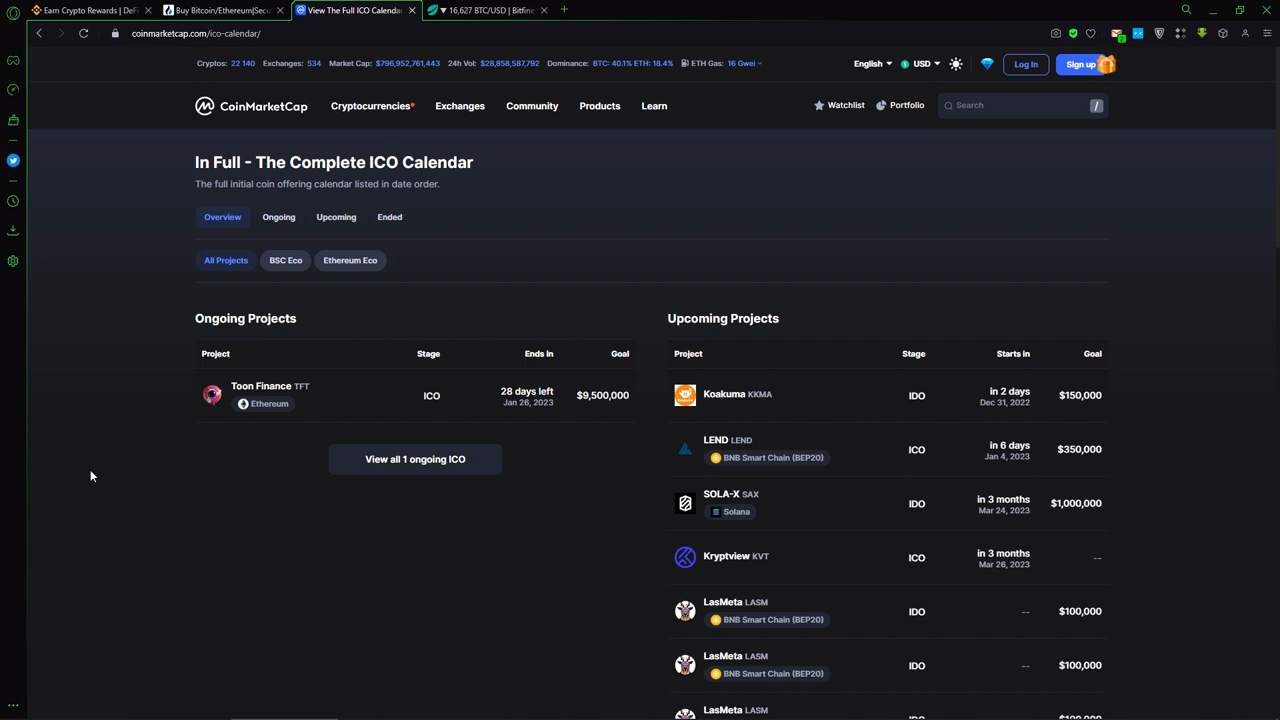 Earn Crypto Rewards | DeF
Buy Bitcoin/Ethereum|Secu
View The Full ICO Calendar
▼ 16,627 BTC/USD | Bitfine
coinmarketcap.com/ico-calendar/
Cryptos: 22 140 Exchanges: 534 Market Cap: $796,952,761,443 24h Vol: $28,858,587,792 Dominance: BTC: 40.1% ETH: 18.4% ETH Gas: 16 Gwei
English USD Log In Sign up
CoinMarketCap Cryptocurrencies Exchanges Community Products Learn Watchlist Portfolio Search /
In Full - The Complete ICO Calendar
The full initial coin offering calendar listed in date order.
Overview Ongoing Upcoming Ended
All Projects BSC Eco Ethereum Eco
Ongoing Projects
Project Stage Ends in Goal
Toon Finance TFT ICO 28 days left $9,500,000
Ethereum Jan 26, 2023
View all 1 ongoing ICO
Upcoming Projects
Project Stage Starts in Goal
Koakuma KKMA IDO in 2 days $150,000
Dec 31, 2022
LEND LEND ICO in 6 days $350,000
BNB Smart Chain (BEP20) Jan 4, 2023
SOLA-X SAX IDO in 3 months $1,000,000
Solana Mar 24, 2023
Kryptview KVT ICO in 3 months --
Mar 26, 2023
LasMeta LASM IDO -- $100,000
BNB Smart Chain (BEP20)
LasMeta LASM IDO -- $100,000
BNB Smart Chain (BEP20)
LasMeta LASM